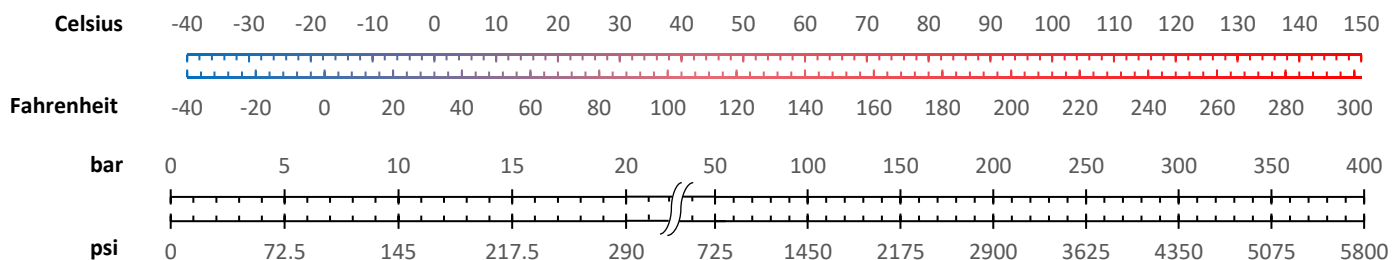 Celsius -40 -30 -20 -10 0 10 20 30 40 50 60 70 80 90 100 110 120 130 140 150
Fahrenheit -40 -20 0 20 40 60 80 100 120 140 160 180 200 220 240 260 280 300
bar 0 5 10 15 20 50 100 150 200 250 300 350 400
psi 0 72.5 145 217.5 290 725 1450 2175 2900 3625 4350 5075 5800